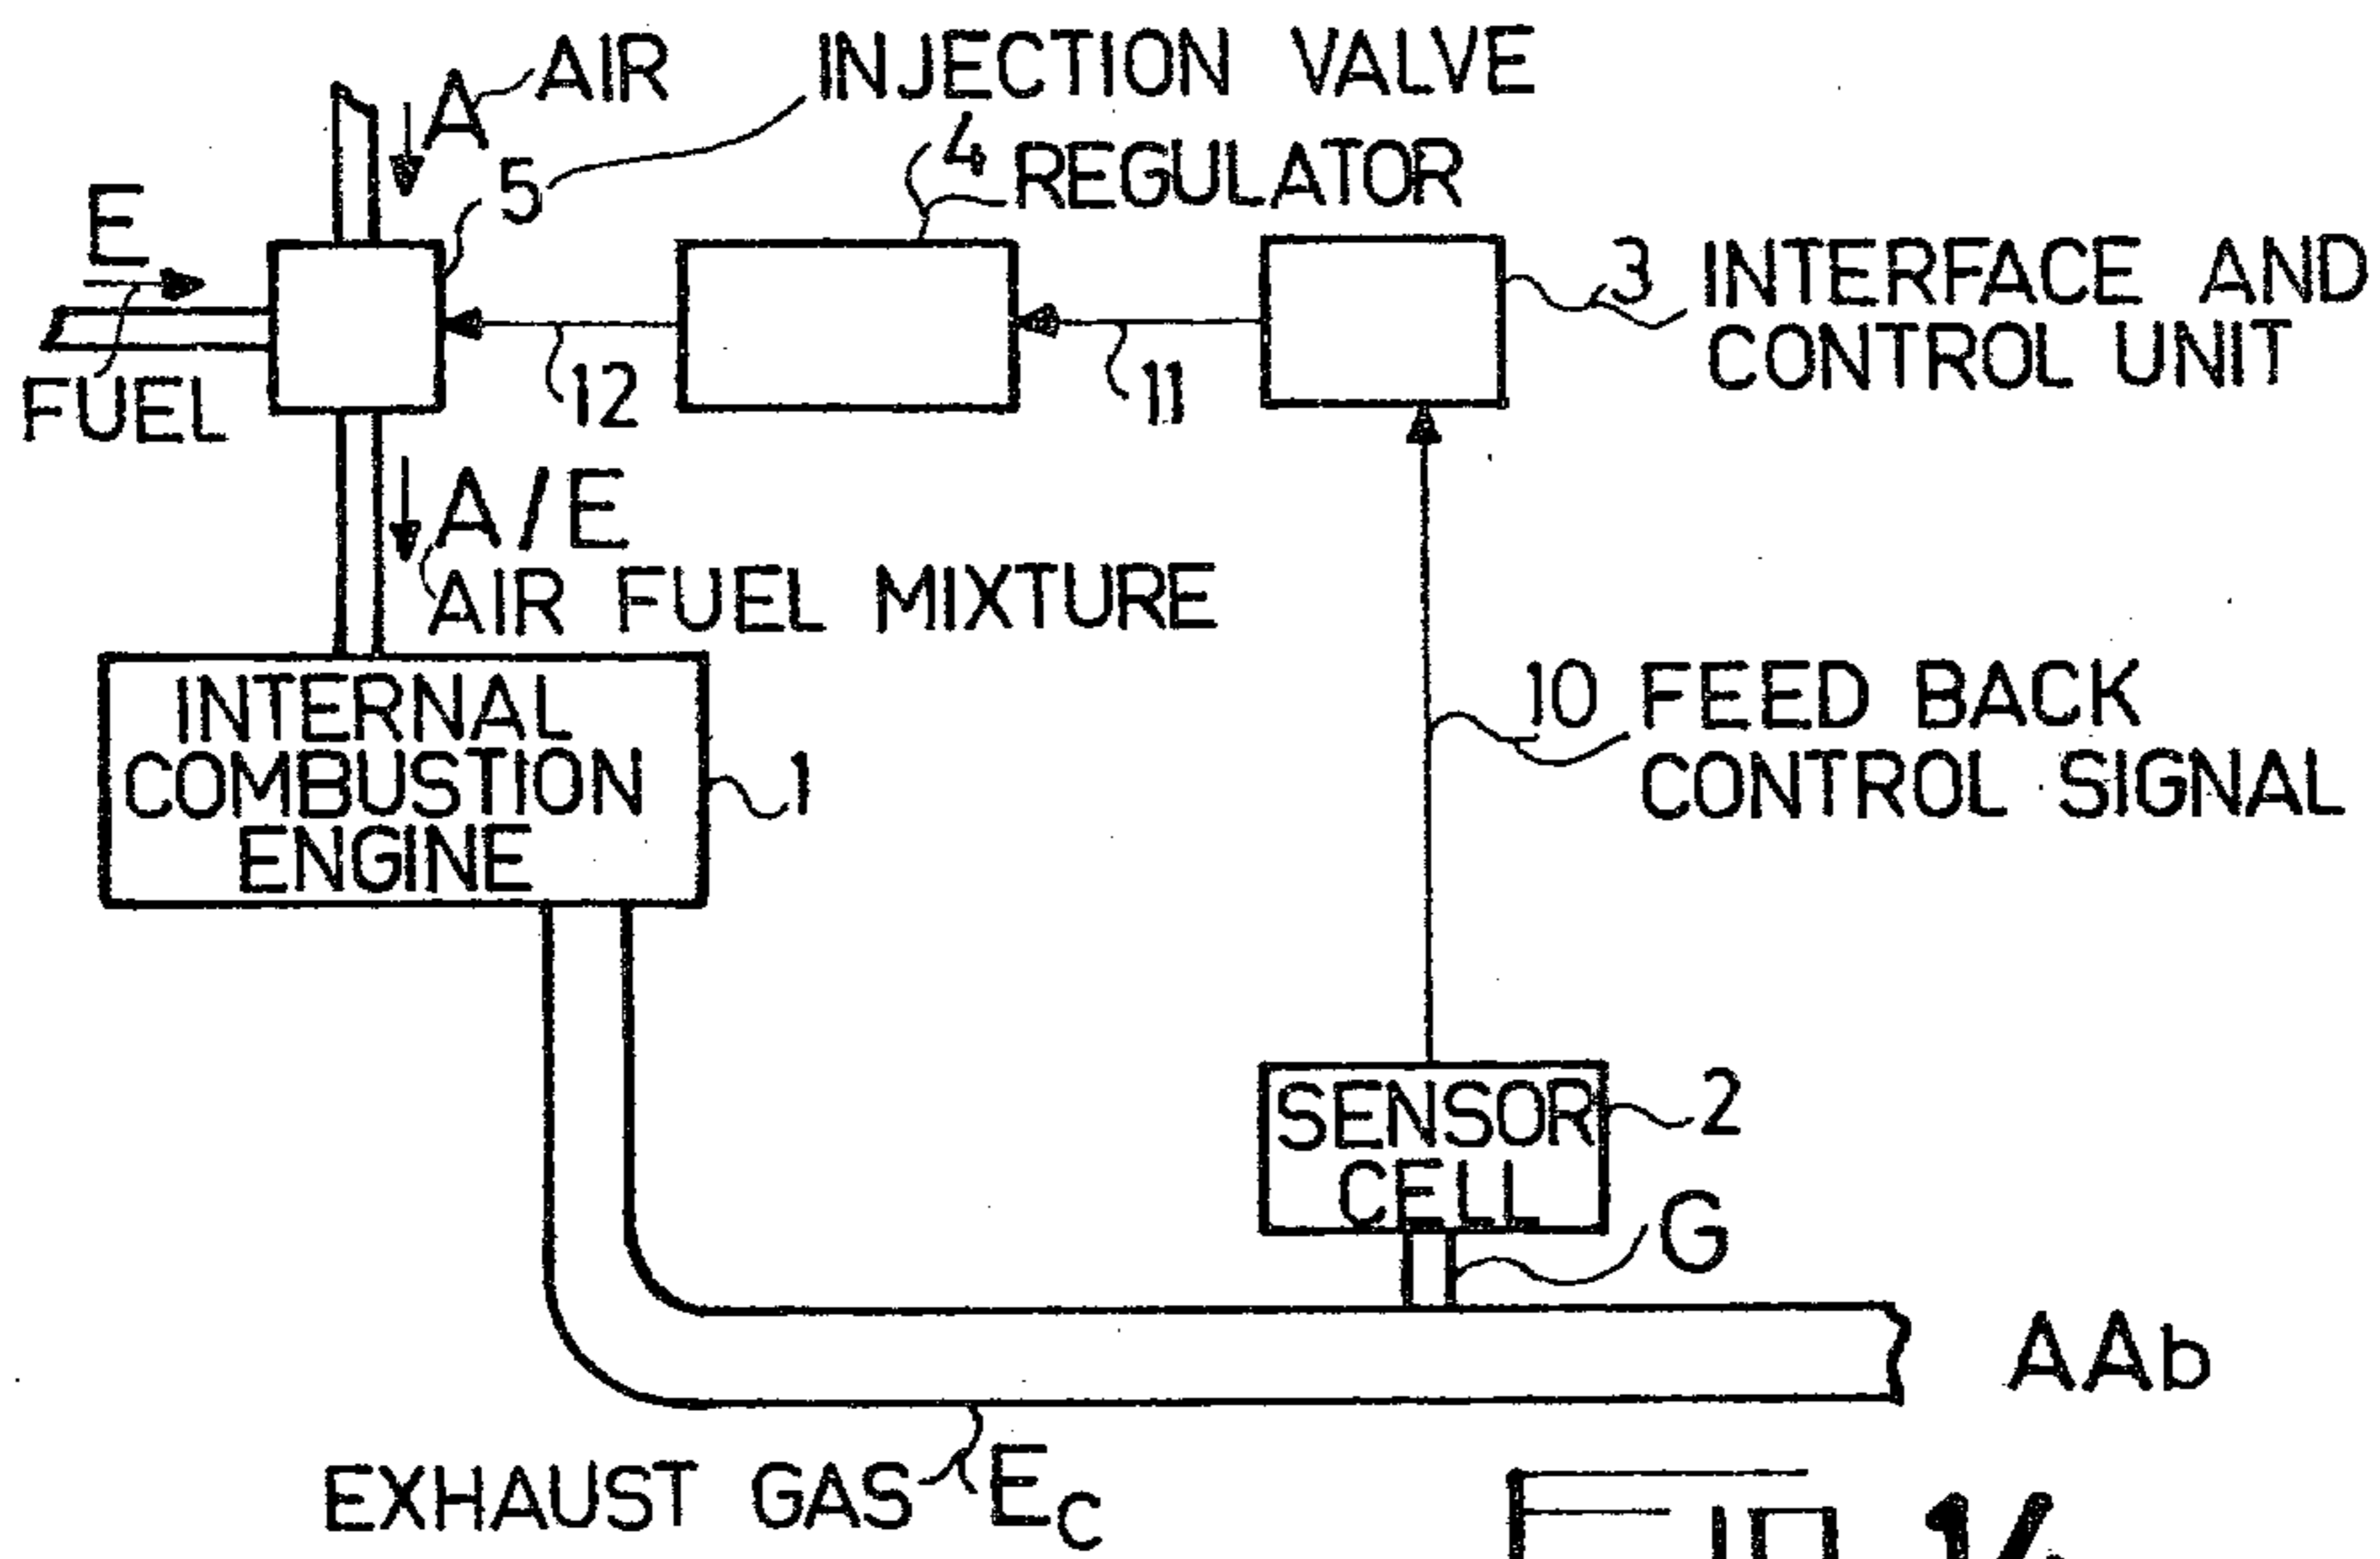 A AIR
INJECTION VALVE
4
REGULATOR
5
E
FUEL
12
11
3 INTERFACE AND
CONTROL UNIT
A/E
AIR FUEL MIXTURE
INTERNAL
COMBUSTION
ENGINE
1
10 FEED BACK
CONTROL SIGNAL
SENSOR
CELL
2
G
AAb
EXHAUST GAS EC